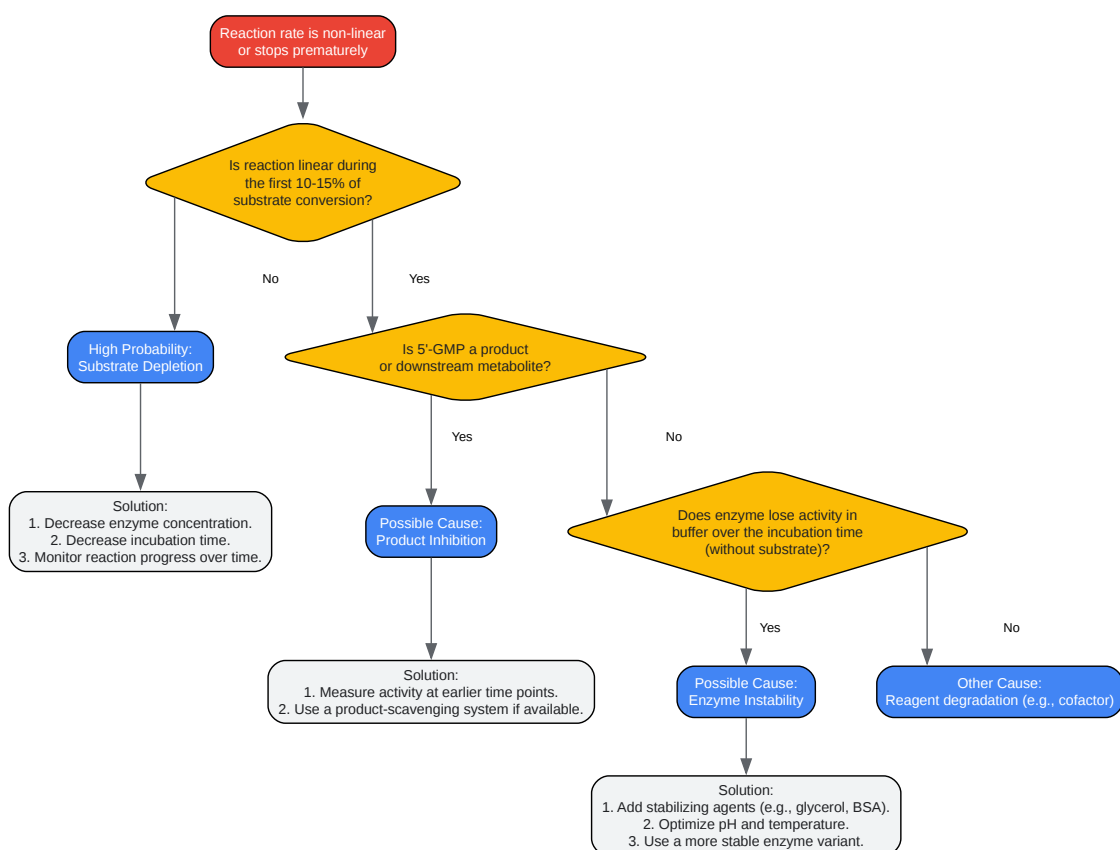 Reaction rate is non-linear
or stops prematurely
Is reaction linear during
the first 10-15% of
substrate conversion?
No
Yes
High Probability:
Substrate Depletion
Is 5'-GMP a product
or downstream metabolite?
Yes
No
Solution:
1. Decrease enzyme concentration.
2. Decrease incubation time.
3. Monitor reaction progress over time.
Possible Cause:
Product Inhibition
Does enzyme lose activity in
buffer over the incubation time
(without substrate)?
Yes
No
Solution:
1. Measure activity at earlier time points.
2. Use a product-scavenging system if available.
Possible Cause:
Enzyme Instability
Other Cause:
Reagent degradation (e.g., cofactor)
Solution:
1. Add stabilizing agents (e.g., glycerol, BSA).
2. Optimize pH and temperature.
3. Use a more stable enzyme variant.